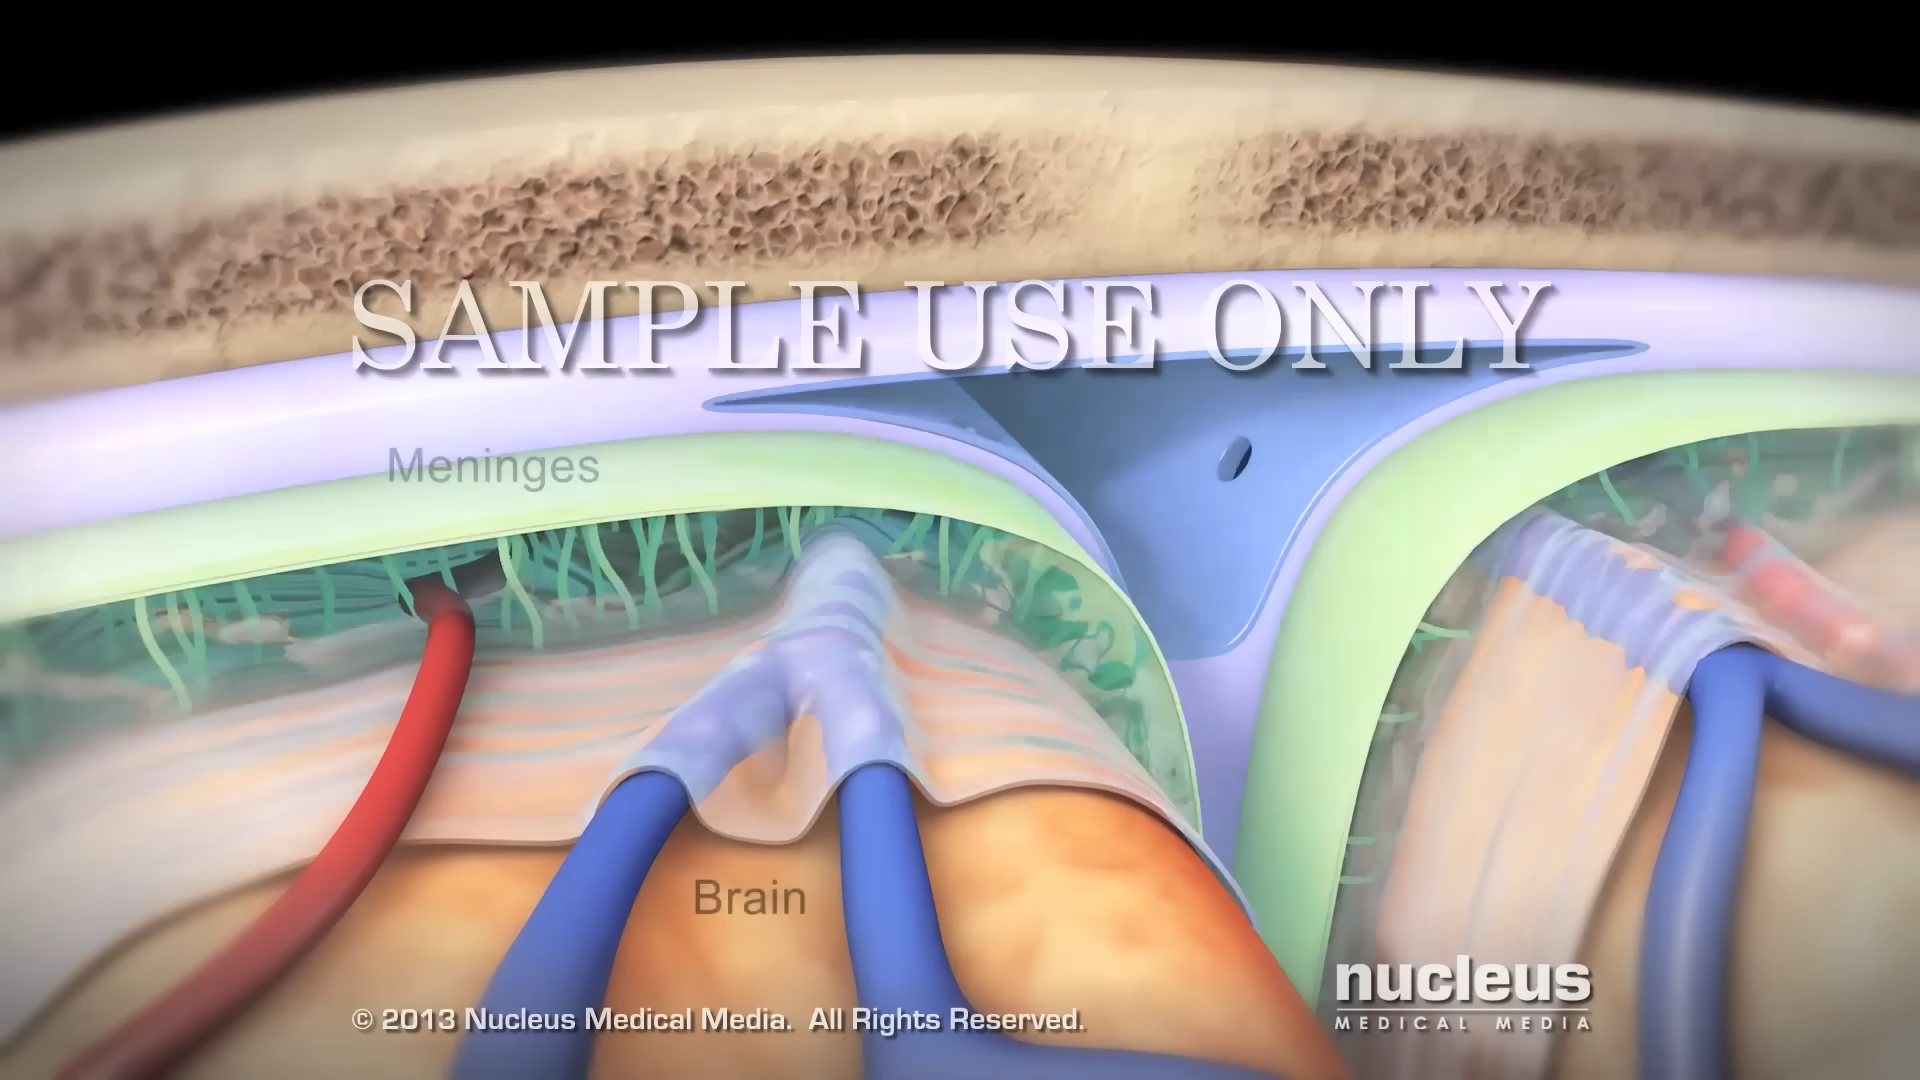 SAMPLE USE ONLY
Meninges
Brain
nucleus
MEDICAL MEDIA
© 2013 Nucleus Medical Media. All Rights Reserved.